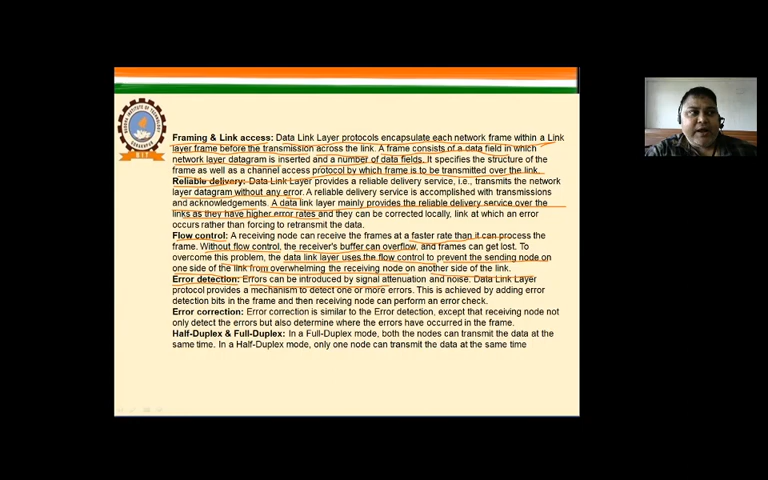 Framing & Link access: Data Link Layer protocols encapsulate each network frame within a Link
layer frame before the transmission across the link. A frame consists of a data field in which
network layer datagram is inserted and a number of data fields. It specifies the structure of the
frame as well as a channel access protocol by which frame is to be transmitted over the link.
Reliable delivery: Data Link Layer provides a reliable delivery service, i.e., transmits the network
layer datagram without any error. A reliable delivery service is accomplished with transmissions
and acknowledgements. A data link layer mainly provides the reliable delivery service over the
links as they have higher error rates and they can be corrected locally, link at which an error
occurs rather than forcing to retransmit the data.
Flow control: A receiving node can receive the frames at a faster rate than it can process the
frame. Without flow control, the receiver's buffer can overflow, and frames can get lost. To
overcome this problem, the data link layer uses the flow control to prevent the sending node on
one side of the link from overwhelming the receiving node on another side of the link.
Error detection: Errors can be introduced by signal attenuation and noise. Data Link Layer
protocol provides a mechanism to detect one or more errors. This is achieved by adding error
detection bits in the frame and then receiving node can perform an error check.
Error correction: Error correction is similar to the Error detection, except that receiving node not
only detect the errors but also determine where the errors have occurred in the frame.
Half-Duplex & Full-Duplex: In a Full-Duplex mode, both the nodes can transmit the data at the
same time. In a Half-Duplex mode, only one node can transmit the data at the same time